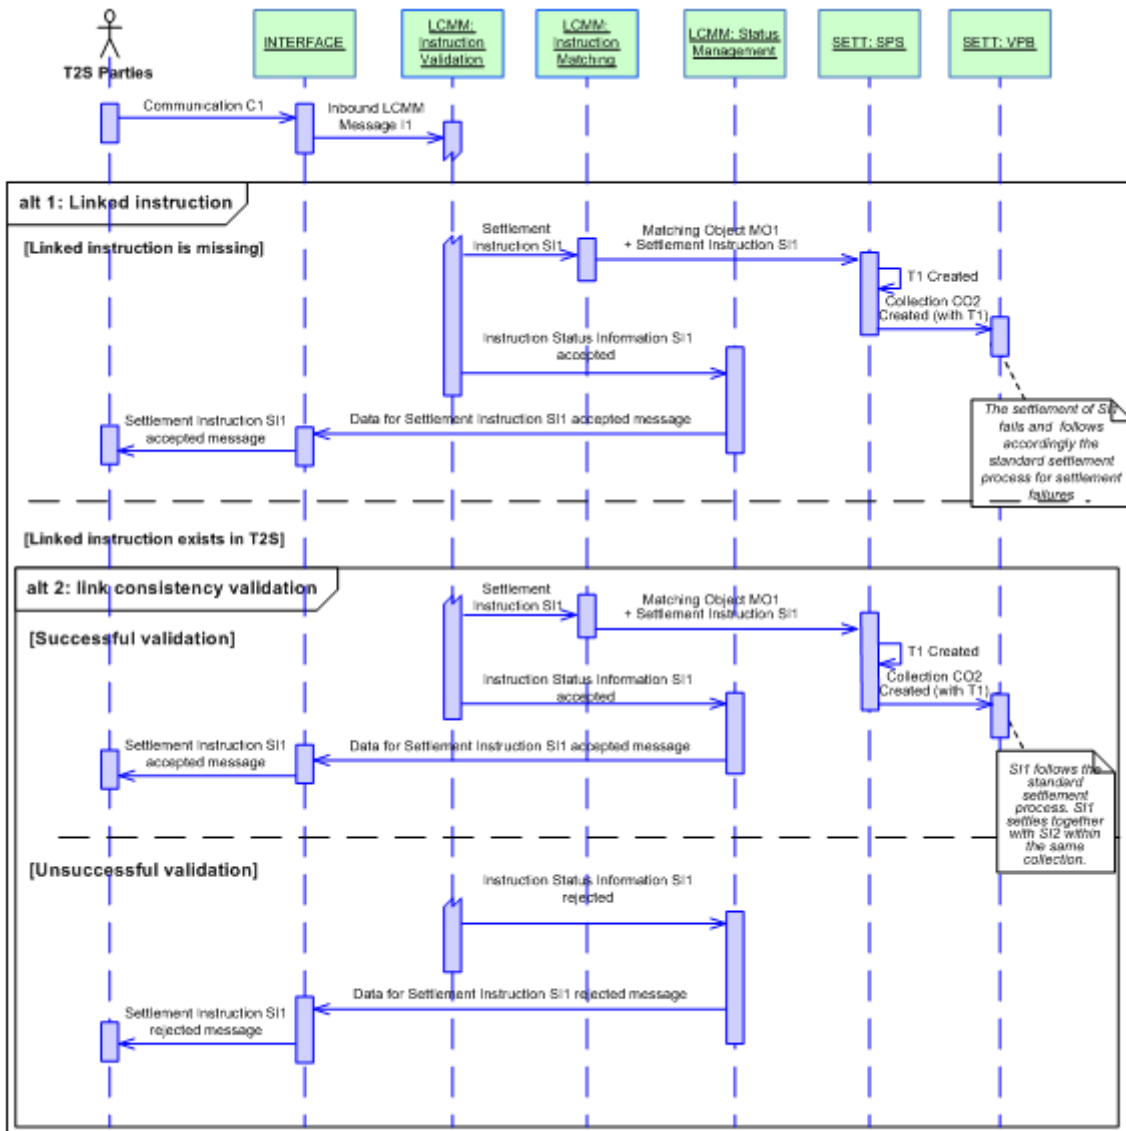 T2S Parties
INTERFACE
LCMM:
Instruction
Validation
LCMM:
Instruction
Matching
LCMM: Status
Management
SETT: SPS
SETT: VPB
Communication C1
Inbound LCMM
Message I1
alt 1: Linked instruction
[Linked instruction is missing]
Settlement
Instruction SI1
Matching Object MO1
+ Settlement Instruction SI1
T1 Created
Collection CO2
Created (with T1)
Instruction Status Information SI1
accepted
Data for Settlement Instruction SI1 accepted message
Settlement Instruction SI1
accepted message
The settlement of SI1
fails and follows
accordingly the
standard settlement
process for settlement
failures
[Linked instruction exists in T2S]
alt 2: link consistency validation
[Successful validation]
Settlement
Instruction SI1
Matching Object MO1
+ Settlement Instruction SI1
T1 Created
Collection CO2
Created (with T1)
Instruction Status Information SI1
accepted
Data for Settlement Instruction SI1 accepted message
Settlement Instruction SI1
accepted message
SI1 follows the
standard
settlement
process. SI1
settles together
with SI2 within
the same
collection.
[Unsuccessful validation]
Instruction Status Information SI1
rejected
Data for Settlement Instruction SI1 rejected message
Settlement Instruction SI1
rejected message